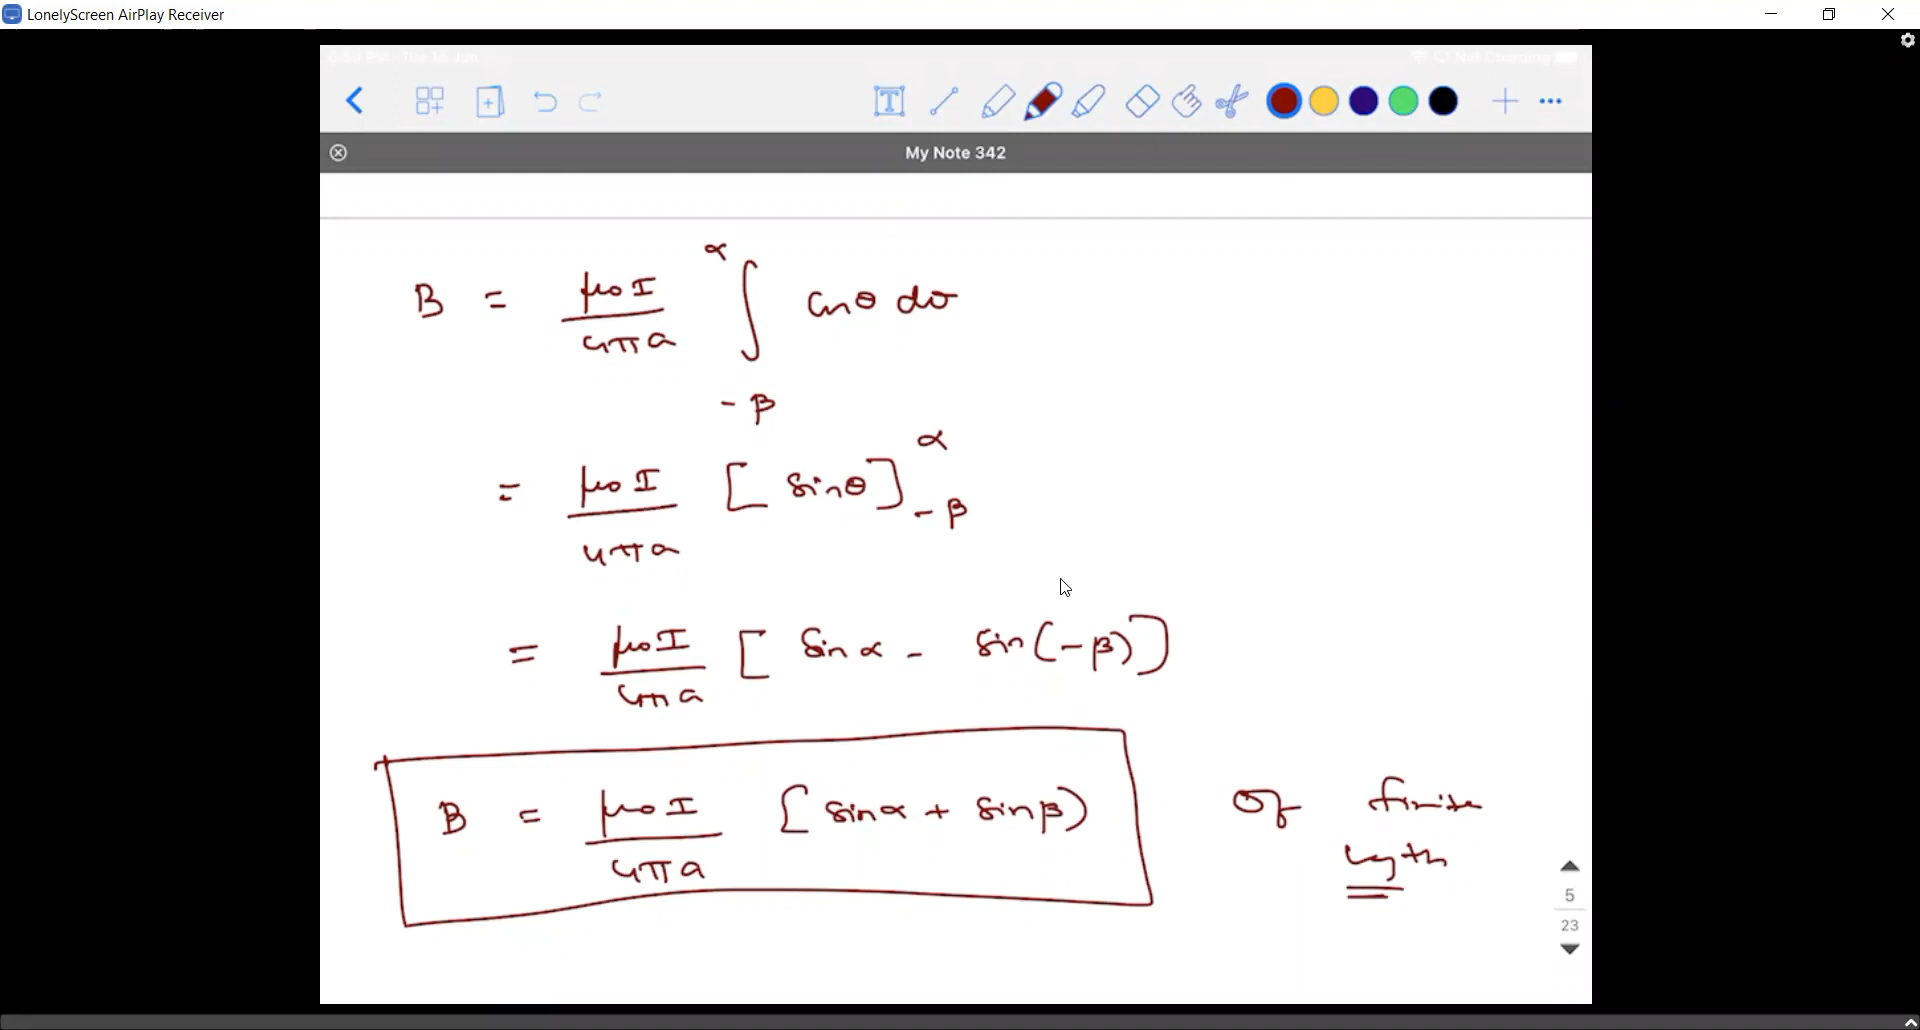 LonelyScreen AirPlay Receiver
My Note 342
B = μ₀I/4πa ∫_{-β}^{α} cosθ dθ
= μ₀I/4πa [sinθ]_{-β}^{α}
= μ₀I/4πa [sinα - sin(-β)]
B = μ₀I/4πa [sinα + sinβ) Of finite length
5
23